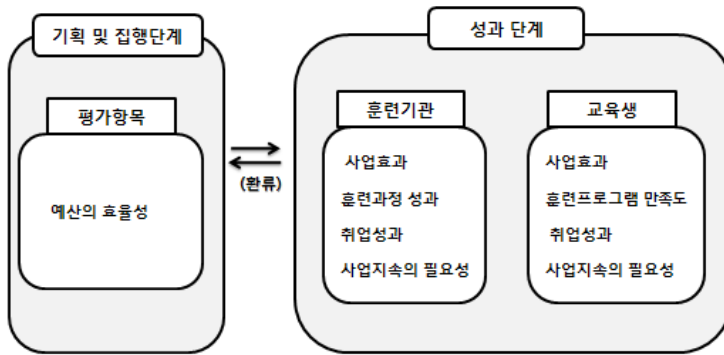 기획 및 집행단계
평가항목
예산의 효율성
(환류)
성과 단계
훈련기관
사업효과
훈련과정 성과
취업성과
사업지속의 필요성
교육생
사업효과
훈련프로그램 만족도
취업성과
사업지속의 필요성